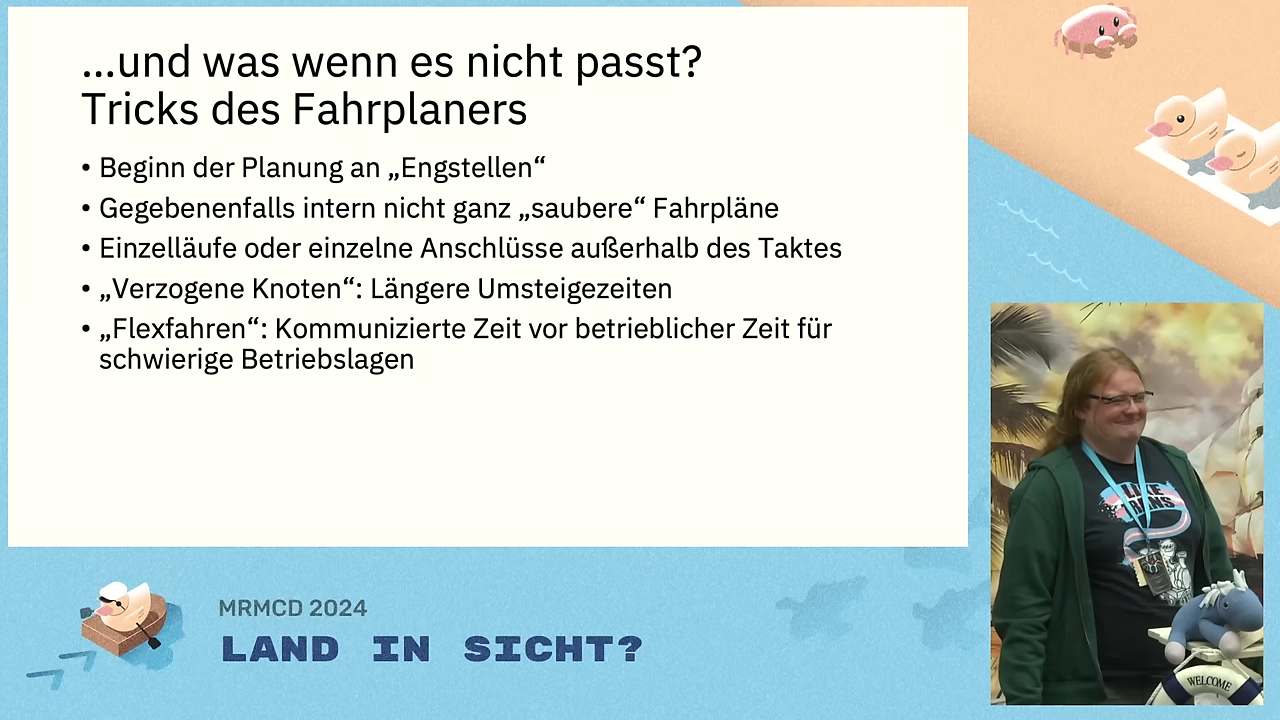 ...und was wenn es nicht passt?
Tricks des Fahrplaners
• Beginn der Planung an „Engstellen“
• Gegebenenfalls intern nicht ganz „saubere“ Fahrpläne
• Einzelläufe oder einzelne Anschlüsse außerhalb des Taktes
• „Verzogene Knoten“: Längere Umsteigezeiten
• „Flexfahren“: Kommunizierte Zeit vor betrieblicher Zeit für
schwierige Betriebslagen
MRMCD 2024
LAND IN SICHT?
WELCOME